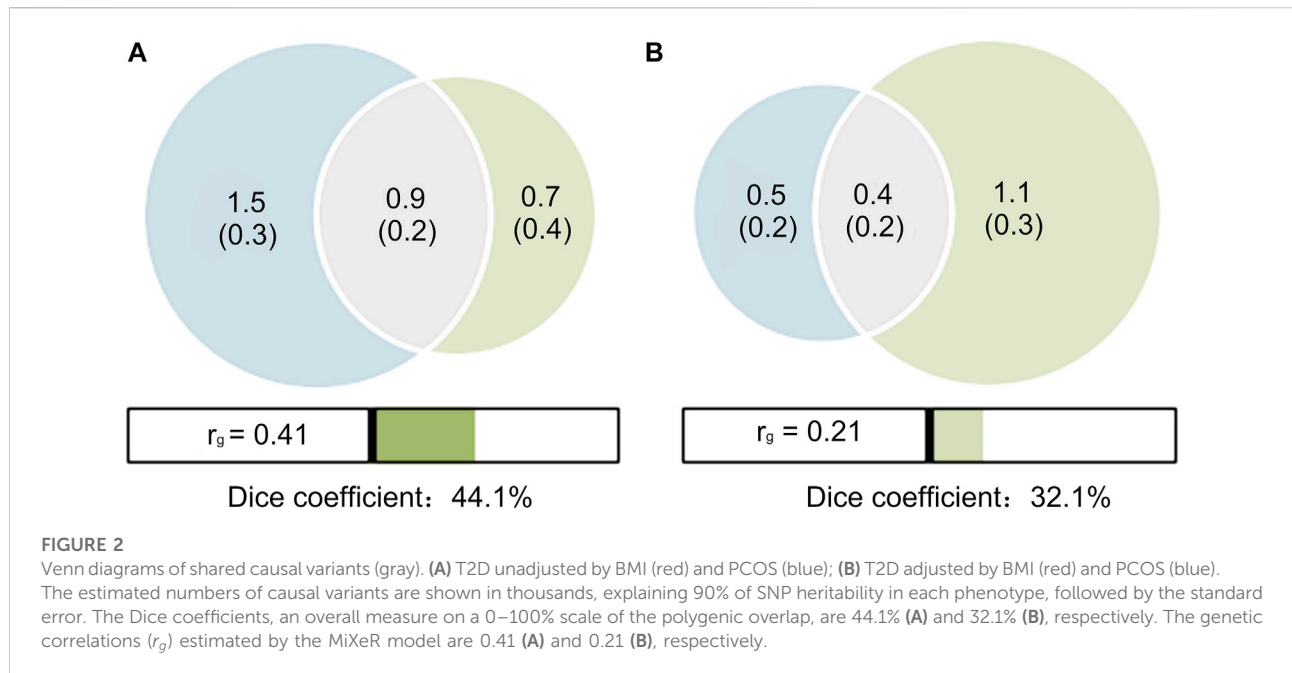 A
B
1.5
(0.3)
0.9
(0.2)
0.7
(0.4)
0.5
(0.2)
0.4
(0.2)
1.1
(0.3)
rg = 0.41
rg = 0.21
Dice coefficient： 44.1%
Dice coefficient： 32.1%
FIGURE 2
Venn diagrams of shared causal variants (gray). (A) T2D unadjusted by BMI (red) and PCOS (blue); (B) T2D adjusted by BMI (red) and PCOS (blue).
The estimated numbers of causal variants are shown in thousands, explaining 90% of SNP heritability in each phenotype, followed by the standard
error. The Dice coefficients, an overall measure on a 0–100% scale of the polygenic overlap, are 44.1% (A) and 32.1% (B), respectively. The genetic
correlations (rg) estimated by the MiXeR model are 0.41 (A) and 0.21 (B), respectively.